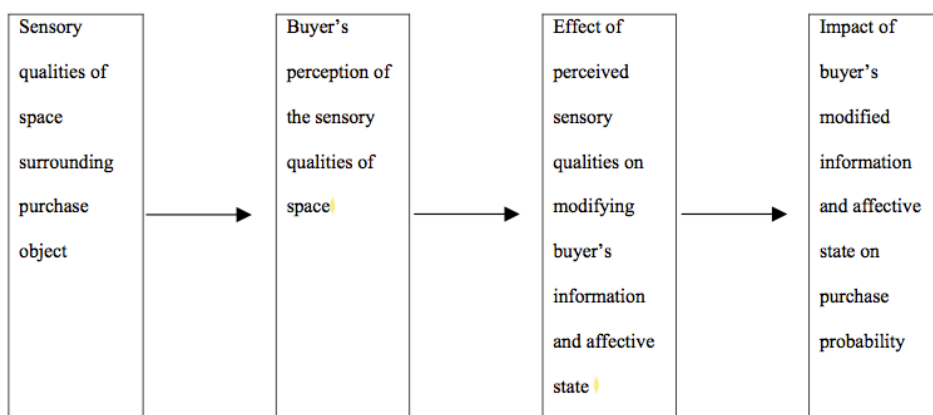 Sensory
qualities of
space
surrounding
purchase
object
Buyer’s
perception of
the sensory
qualities of
space
Effect of
perceived
sensory
qualities on
modifying
buyer’s
information
and affective
state
Impact of
buyer’s
modified
information
and affective
state on
purchase
probability